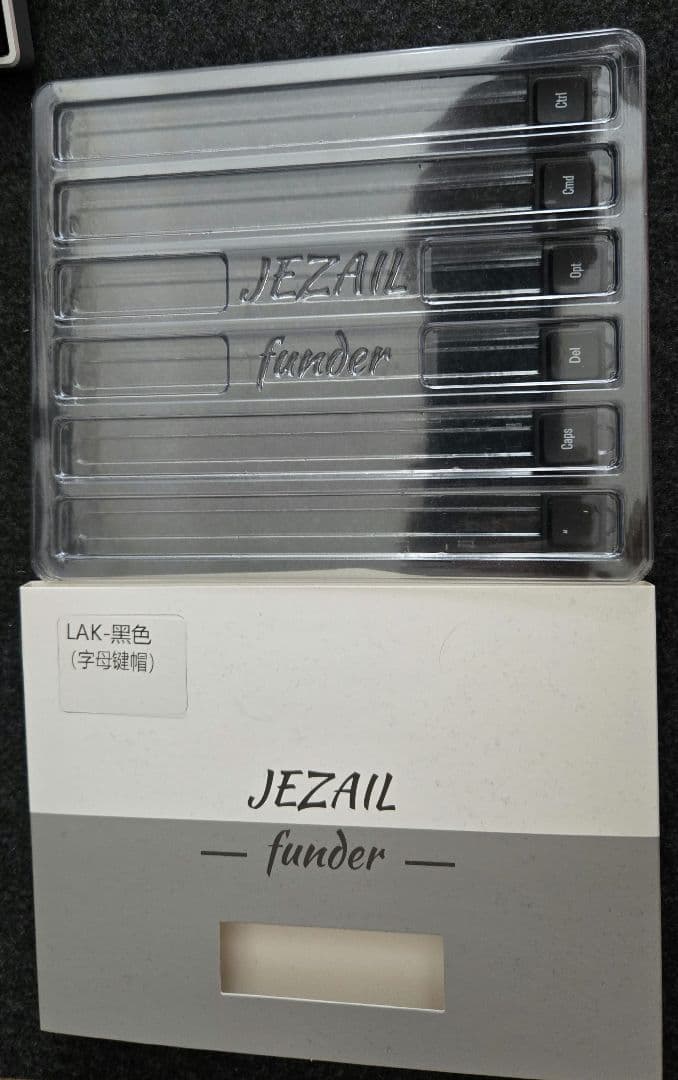 Ctrl
Cmd
Opt
Del
Caps
JEZAIL
funder
LAK-黑色
(字母键帽)
JEZAIL
— funder —